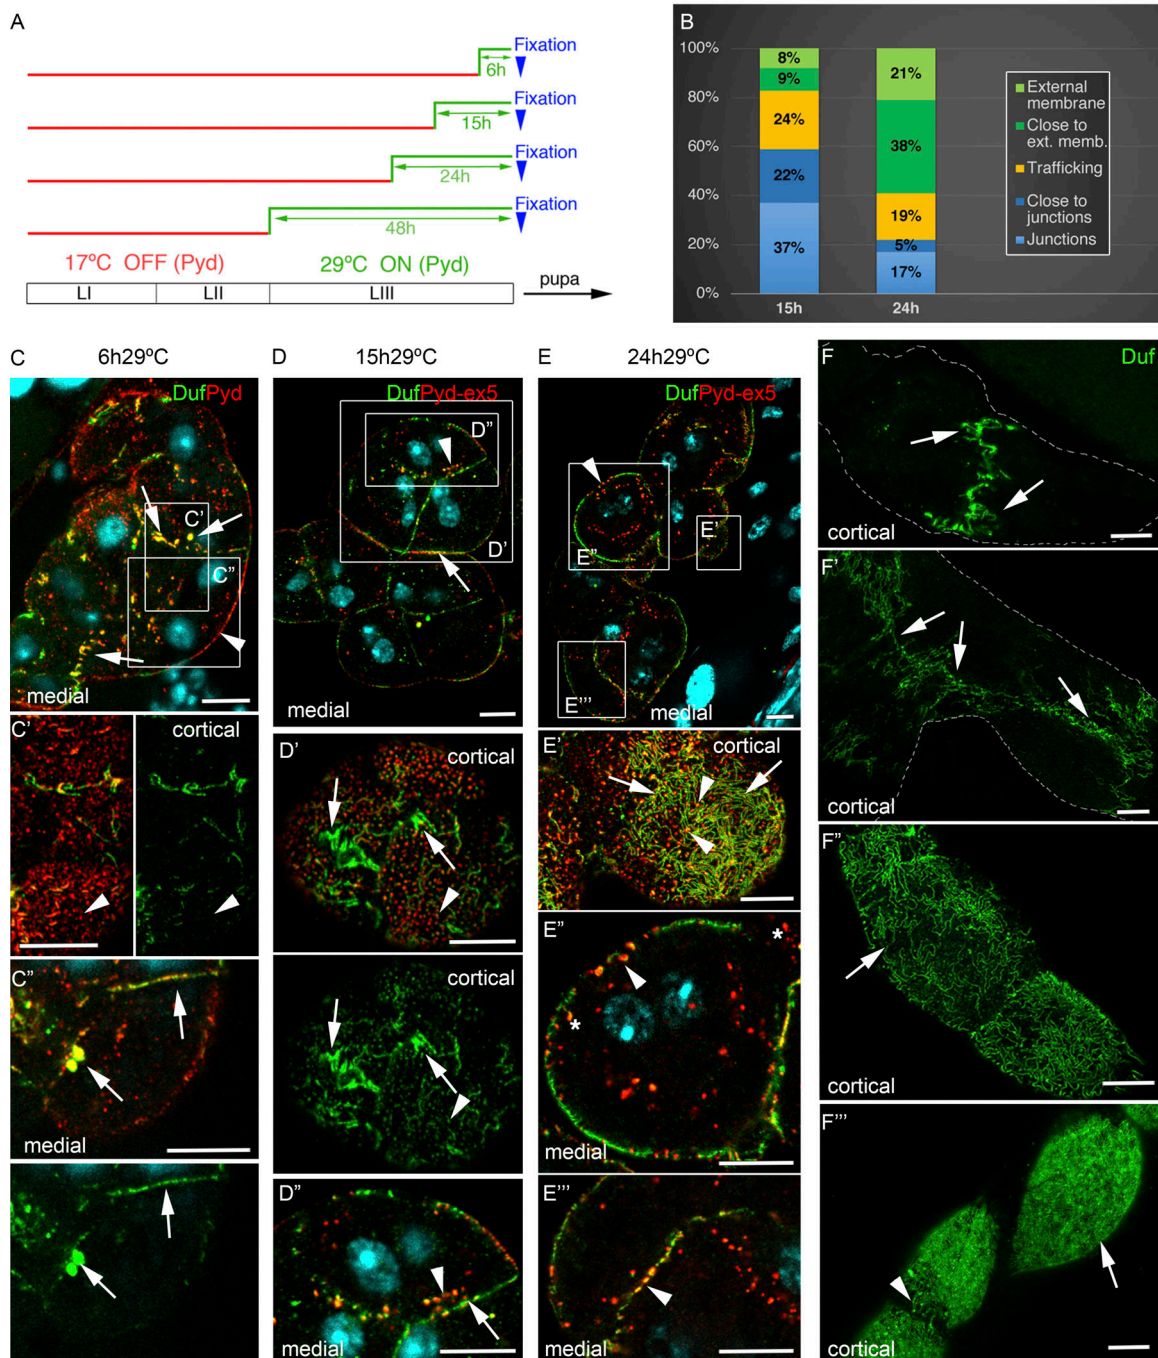 A
Fixation
6h
Fixation
15h
Fixation
24h
Fixation
48h
17ºC OFF (Pyd)
29ºC ON (Pyd)
pupa
LI
LII
LIII
B
100%
80%
60%
40%
20%
0%
8%
9%
24%
22%
37%
21%
38%
19%
5%
17%
15h
24h
External
membrane
Close to
ext. memb.
Trafficking
Close to
junctions
Junctions
C
6h29ºC
DufPyd
C'
C"
medial
C'
cortical
C"
medial
D
15h29ºC
DufPyd-ex5
D"
D'
medial
D'
cortical
cortical
D"
E
24h29ºC
DufPyd-ex5
E'
E"
E'''
medial
E'
cortical
E"
*
*
medial
E'''
medial
F
Duf
cortical
F'
cortical
F"
cortical
F'''
cortical